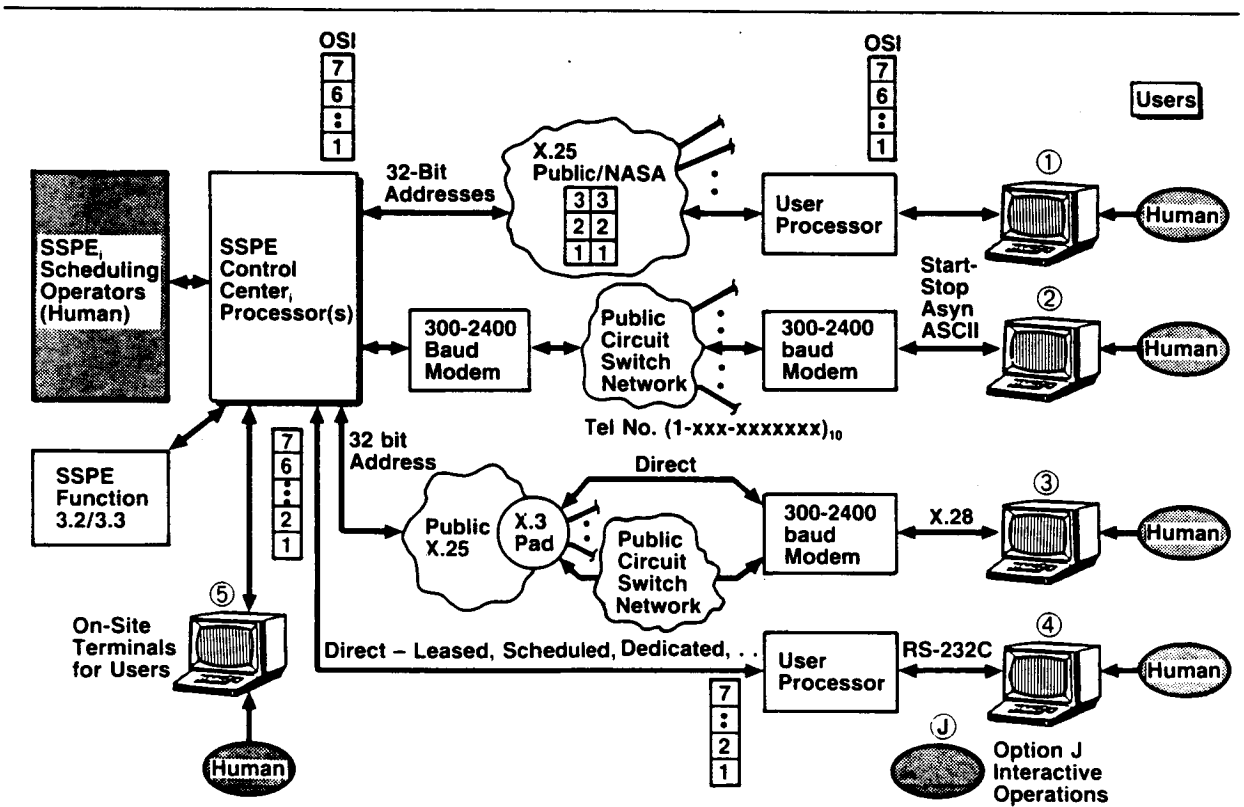 OSI
7
6
:
1
OSI
7
6
:
1
Users
SSPEi
Scheduling
Operators
(Human)
SSPE
Control
Centeri
Processor(s)
32-Bit
Addresses
X.25
Public/NASA
3 3
2 2
1 1
User
Processor
①
Human
300-2400
Baud
Modem
Public
Circuit
Switch
Network
300-2400
baud
Modem
Start-
Stop
Asyn
ASCII
②
Human
Tel No. (1-xxx-xxxxxxx)10
SSPE
Function
3.2/3.3
7
6
:
2
1
32 bit
Address
Public
X.25
X.3
Pad
Direct
Public
Circuit
Switch
Network
300-2400
baud
Modem
X.28
③
Human
⑤
On-Site
Terminals
for Users
Human
Direct – Leased, Scheduled, Dedicated, . .
7
:
2
1
User
Processor
RS-232C
④
Human
Ⓙ
Option J
Interactive
Operations